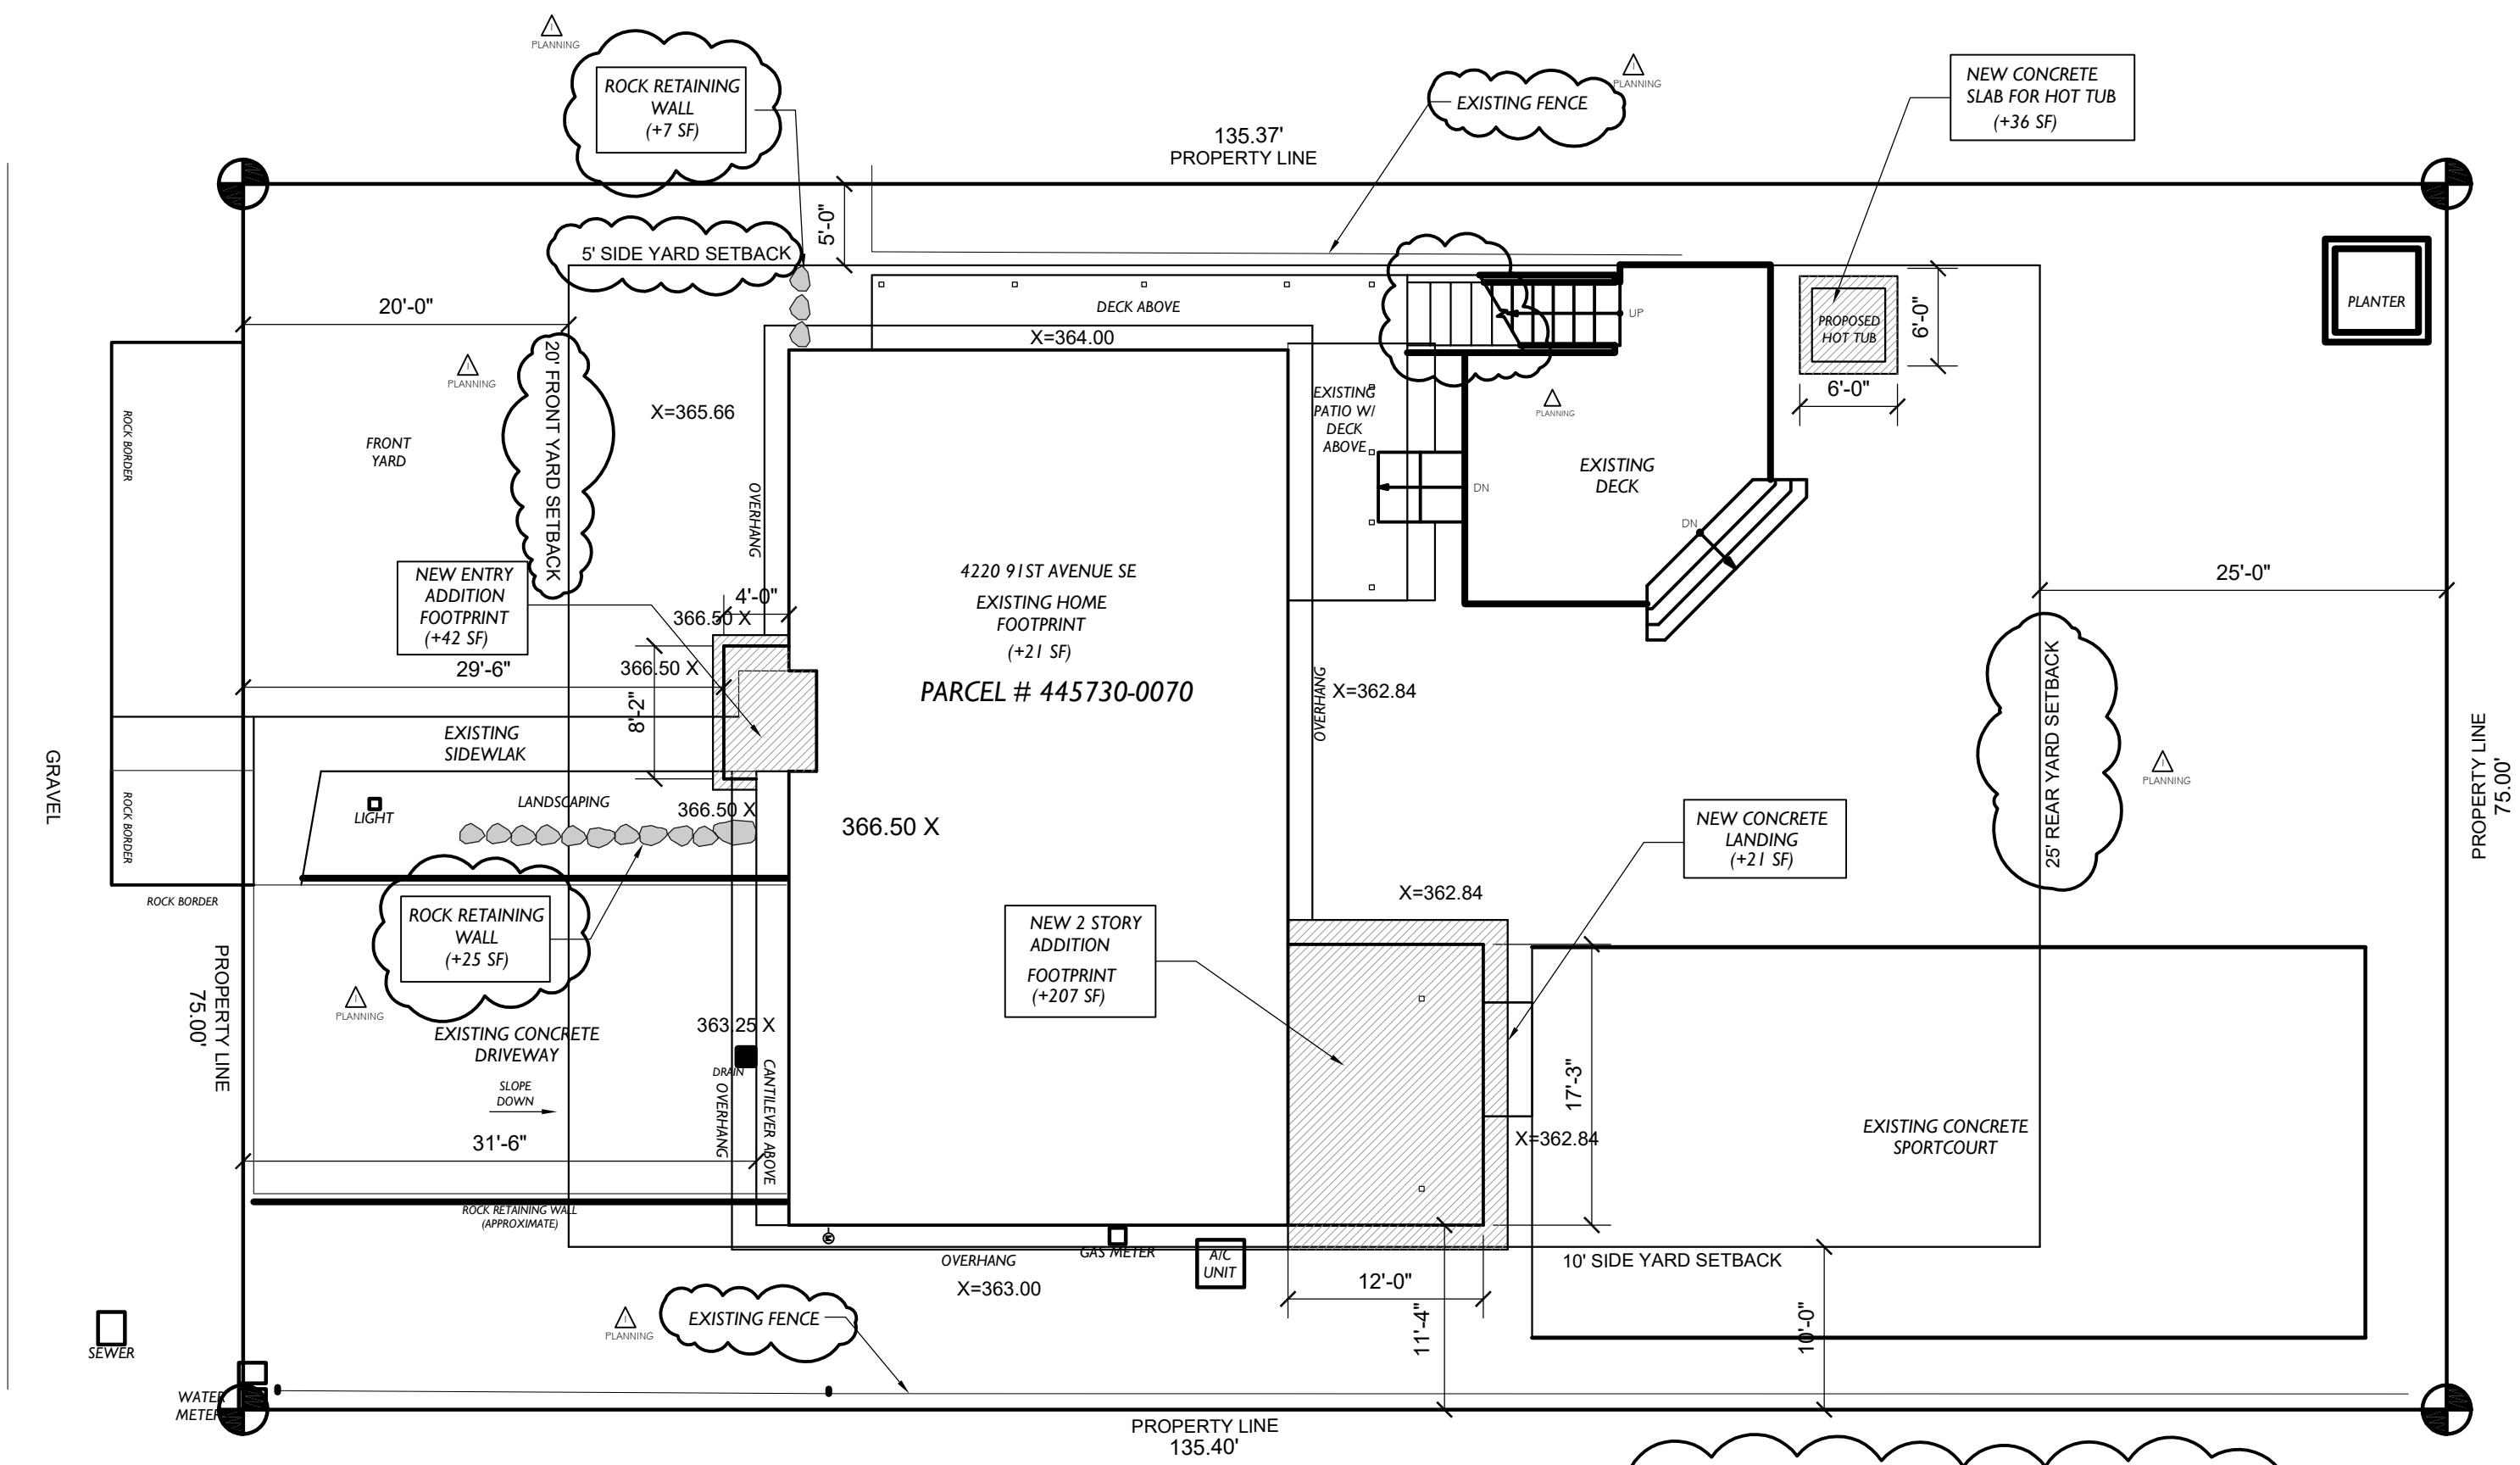 PLANNING
ROCK RETAINING
WALL
(+7 SF)
135.37'
PROPERTY LINE
EXISTING FENCE
PLANNING
NEW CONCRETE
SLAB FOR HOT TUB
(+36 SF)
5' SIDE YARD SETBACK
5'-0"
20'-0"
DECK ABOVE
X=364.00
UP
PROPOSED
HOT TUB
6'-0"
6'-0"
PLANTER
PLANNING
20' FRONT YARD SETBACK
X=365.66
ROCK BORDER
FRONT
YARD
OVERHANG
EXISTING
PATIO W/
DECK
ABOVE
PLANNING
EXISTING
DECK
DN
DN
25'-0"
NEW ENTRY
ADDITION
FOOTPRINT
(+42 SF)
4'-0"
366.50 X
366.50 X
29'-6"
8'-2"
4220 91ST AVENUE SE
EXISTING HOME
FOOTPRINT
(+21 SF)
PARCEL # 445730-0070
OVERHANG
X=362.84
25' REAR YARD SETBACK
PLANNING
PROPERTY LINE
75.00'
GRAVEL
EXISTING
SIDEWLAK
ROCK BORDER
LIGHT
LANDSCAPING
366.50 X
366.50 X
NEW CONCRETE
LANDING
(+21 SF)
X=362.84
ROCK BORDER
ROCK RETAINING
WALL
(+25 SF)
PLANNING
NEW 2 STORY
ADDITION
FOOTPRINT
(+207 SF)
PROPERTY LINE
75.00'
EXISTING CONCRETE
DRIVEWAY
363.25 X
DRAIN
SLOPE
DOWN
OVERHANG
CANTILEVER ABOVE
31'-6"
17'-3"
X=362.84
EXISTING CONCRETE
SPORTCOURT
ROCK RETAINING WALL
(APPROXIMATE)
M
OVERHANG
GAS METER
A/C
UNIT
X=363.00
12'-0"
11'-4"
10' SIDE YARD SETBACK
10'-0"
PLANNING
EXISTING FENCE
SEWER
WATER
METER
PROPERTY LINE
135.40'